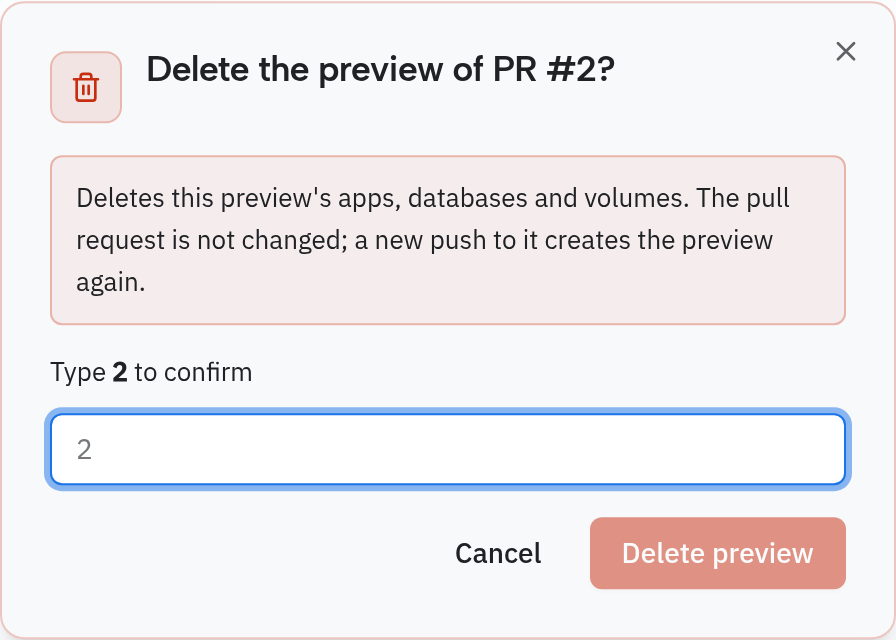 Delete the preview of PR #2?
Deletes this preview's apps, databases and volumes. The pull
request is not changed; a new push to it creates the preview
again.
Type 2 to confirm
2
Cancel
Delete preview